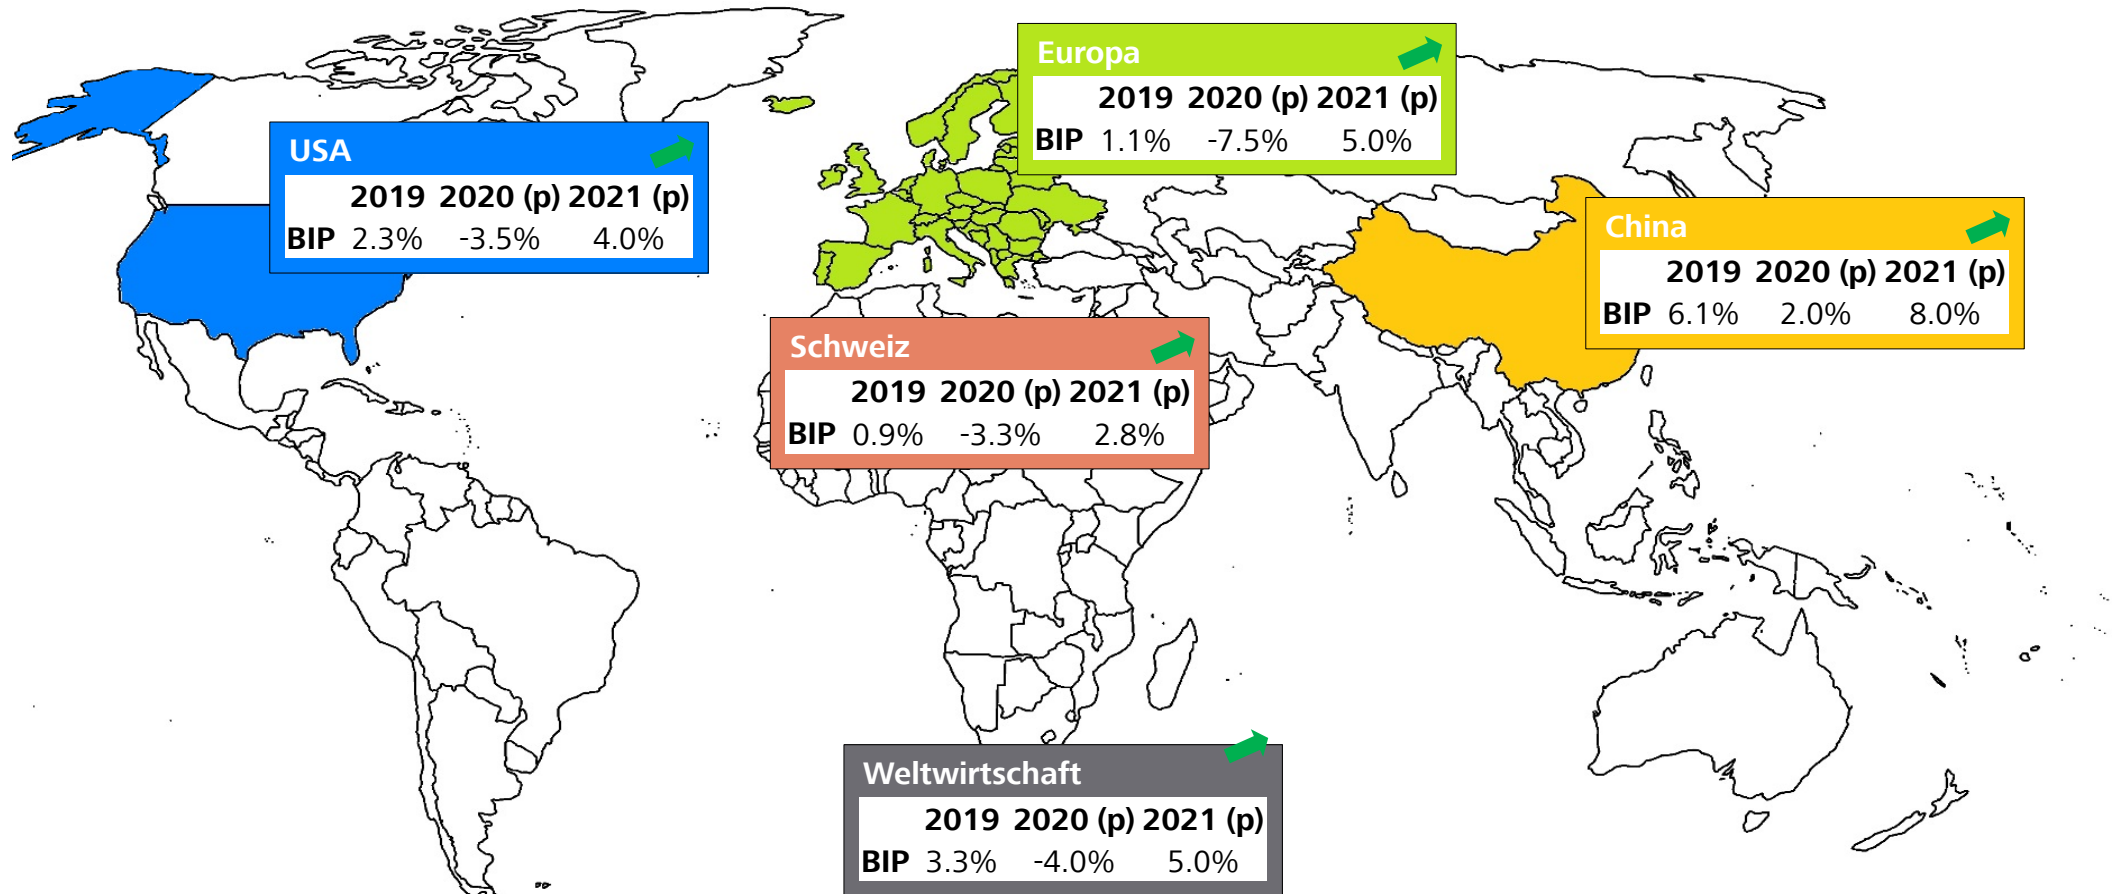 Europa
2019 2020 (p) 2021 (p)
BIP 1.1% -7.5% 5.0%
USA
2019 2020 (p) 2021 (p)
BIP 2.3% -3.5% 4.0%
China
2019 2020 (p) 2021 (p)
BIP 6.1% 2.0% 8.0%
Schweiz
2019 2020 (p) 2021 (p)
BIP 0.9% -3.3% 2.8%
Weltwirtschaft
2019 2020 (p) 2021 (p)
BIP 3.3% -4.0% 5.0%